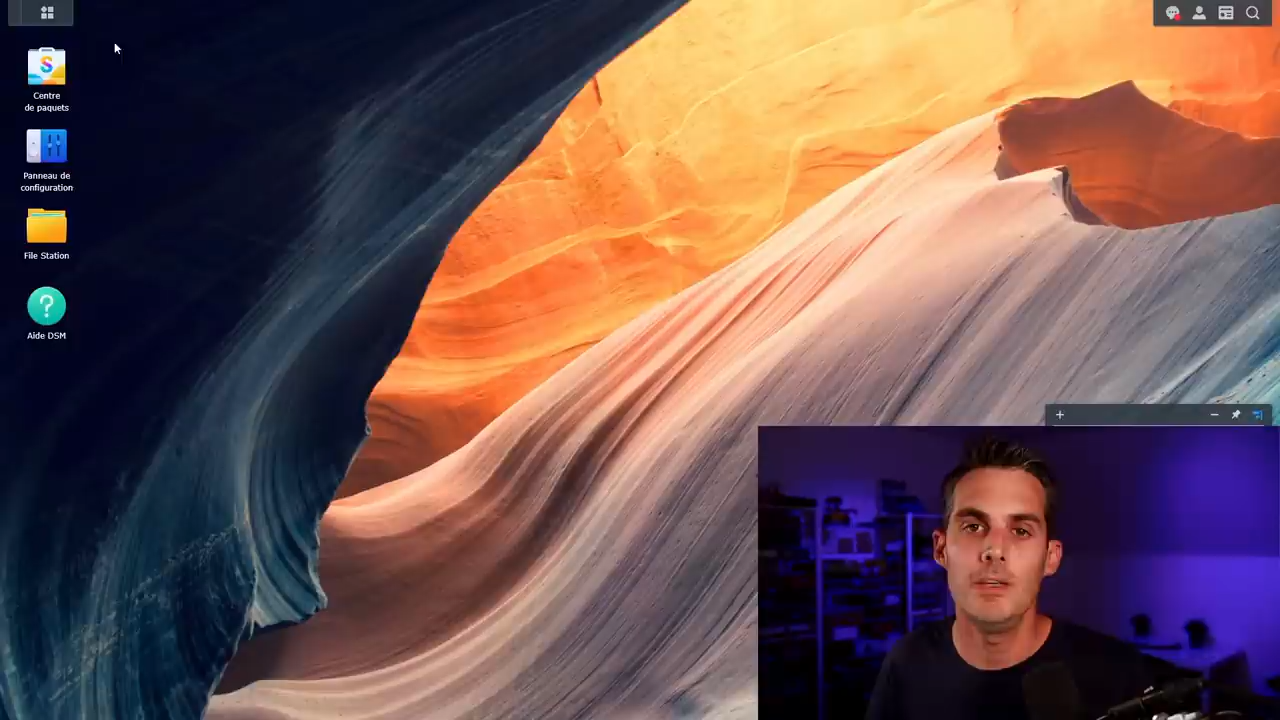 Centre
de paquets
Panneau de
configuration
File Station
Aide DSM